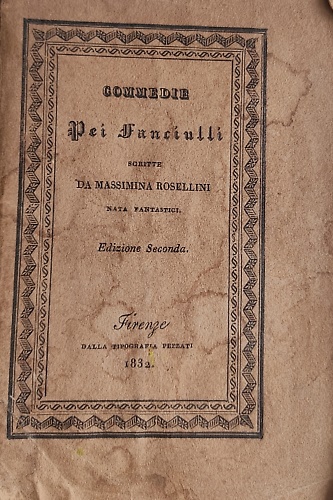 COMMEDIE
Pei Fanciulli
SCRITTE
DA MASSIMINA ROSELLINI
NATA FANTASTICI.
Edizione Seconda.
Firenze
DALLA TIPOGRAFIA PEZZATI
1832.